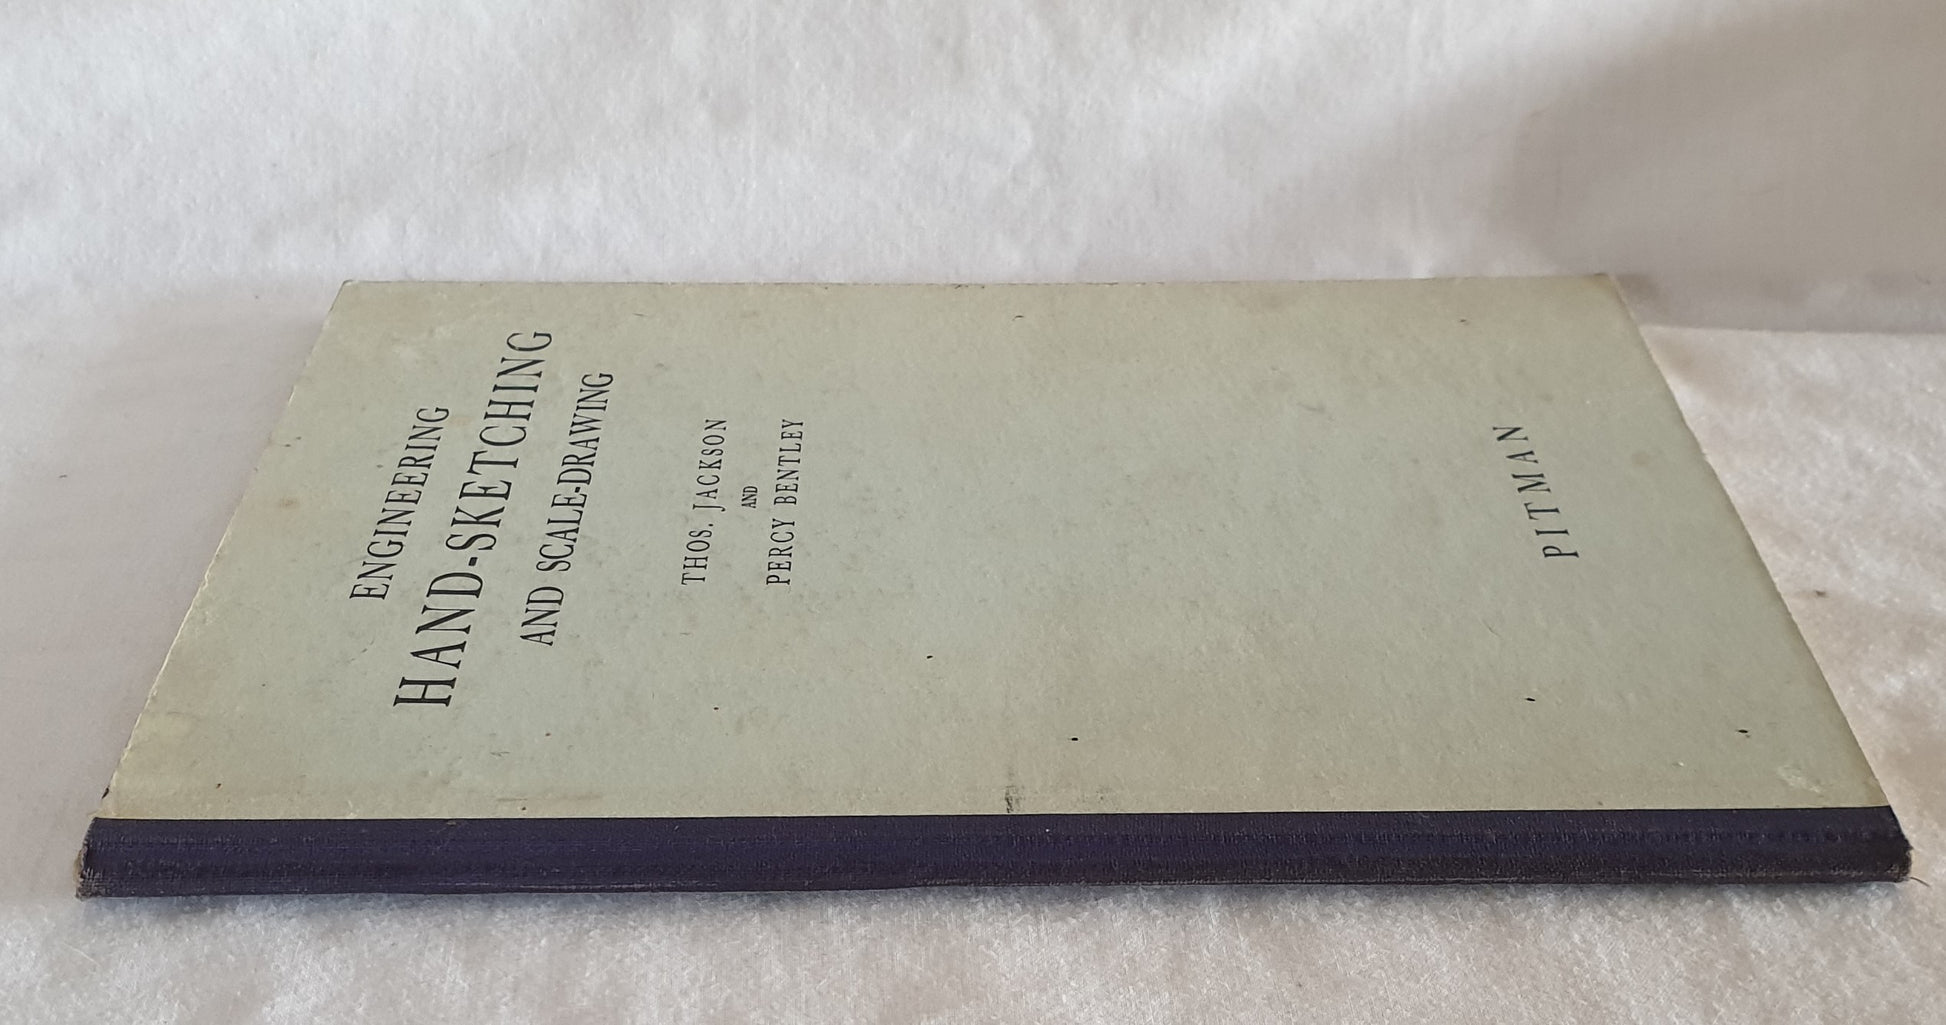 ENGINEERING
HAND-SKETCHING
AND SCALE-DRAWING
THOS. JACKSON
AND
PERCY BENTLEY
PITMAN